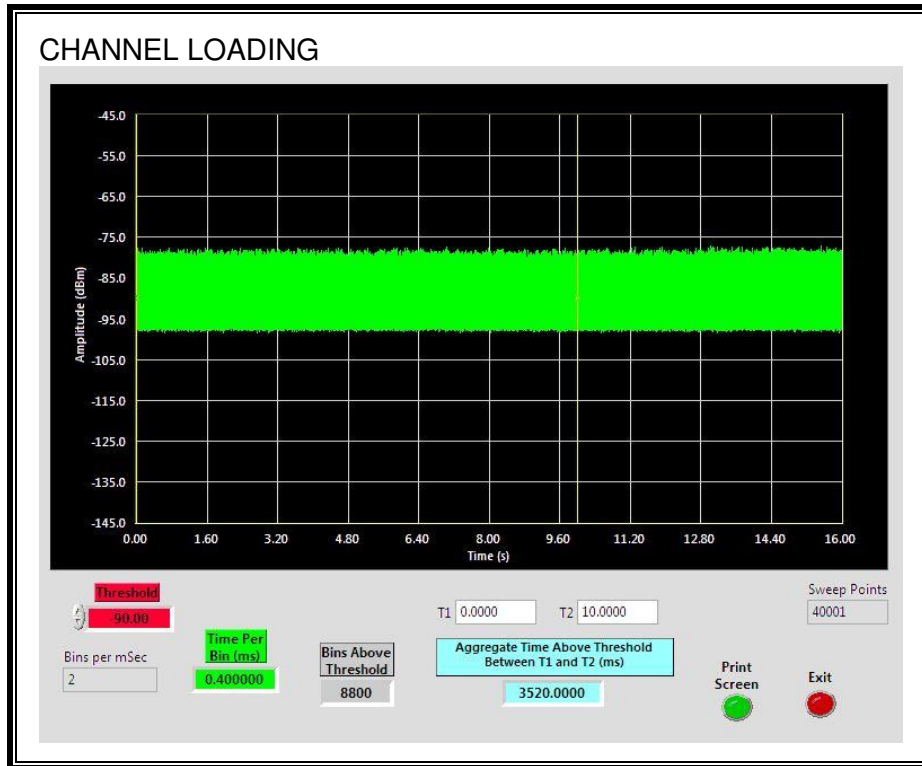 CHANNEL LOADING
Amplitude (dBm)
-45.0
-55.0
-65.0
-75.0
-85.0
-95.0
-105.0
-115.0
-125.0
-135.0
-145.0
0.00 1.60 3.20 4.80 6.40 8.00 9.60 11.20 12.80 14.40 16.00
Time (s)
Threshold
-90.00
Bins per mSec
2
Time Per
Bin (ms)
0.400000
Bins Above
Threshold
8800
T1 0.0000 T2 10.0000
Aggregate Time Above Threshold
Between T1 and T2 (ms)
3520.0000
Sweep Points
40001
Print
Screen
Exit